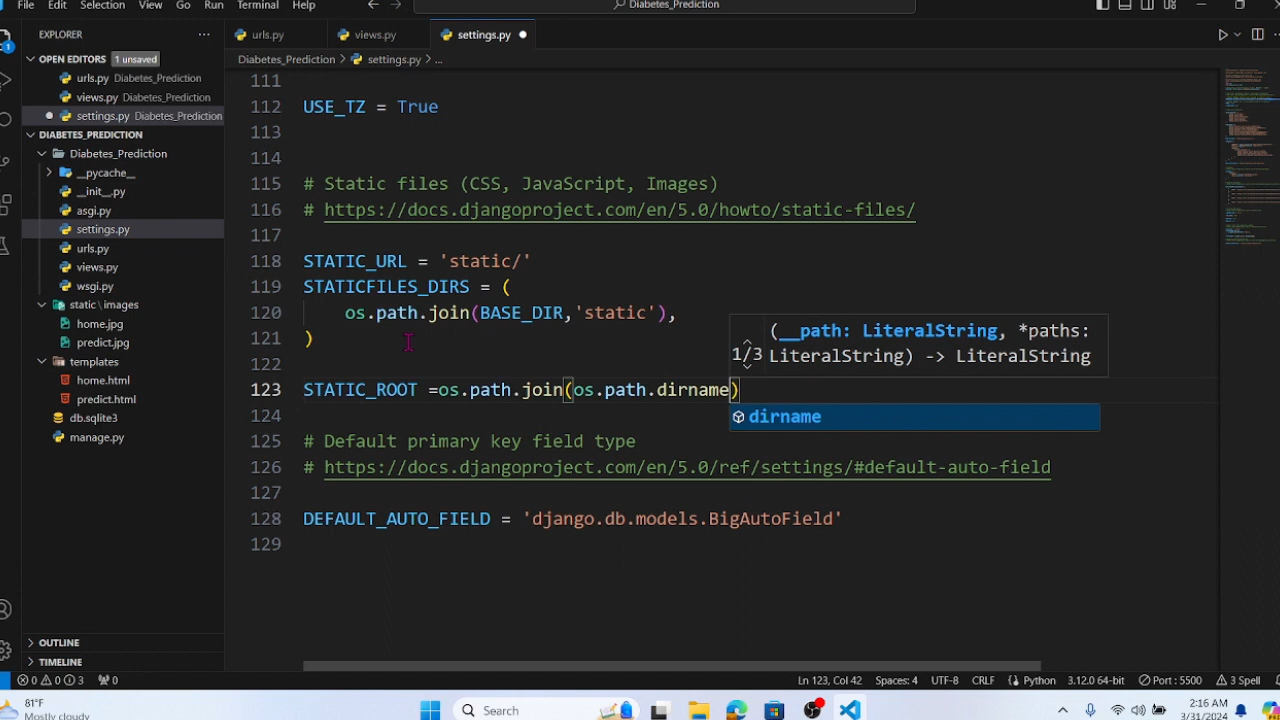 File Edit Selection View Go Run Terminal Help
Diabetes_Prediction
EXPLORER
urls.py
views.py
settings.py
OPEN EDITORS 1 unsaved
urls.py Diabetes_Prediction
views.py Diabetes_Prediction
settings.py Diabetes_Prediction
DIABETES_PREDICTION
Diabetes_Prediction
__pycache__
__init__.py
asgi.py
settings.py
urls.py
views.py
wsgi.py
static \ images
home.jpg
predict.jpg
templates
home.html
predict.html
db.sqlite3
manage.py
OUTLINE
TIMELINE
1
Diabetes_Prediction > settings.py > ...
111
112 USE_TZ = True
113
114
115 # Static files (CSS, JavaScript, Images)
116 # https://docs.djangoproject.com/en/5.0/howto/static-files/
117
118 STATIC_URL = 'static/'
119 STATICFILES_DIRS = (
120 os.path.join(BASE_DIR,'static'),
121 )
122
123 STATIC_ROOT =os.path.join(os.path.dirname)
124
125 # Default primary key field type
126 # https://docs.djangoproject.com/en/5.0/ref/settings/#default-auto-field
127
128 DEFAULT_AUTO_FIELD = 'django.db.models.BigAutoField'
129
(__path: LiteralString, *paths:
1/3 LiteralString) -> LiteralString
dirname
0 0 3 0
Ln 123, Col 42 Spaces: 4 UTF-8 CRLF Python 3.12.0 64-bit Port : 5500 3 Spell
81°F
Mostly cloudy
Search
2:16 AM
3/31/2024